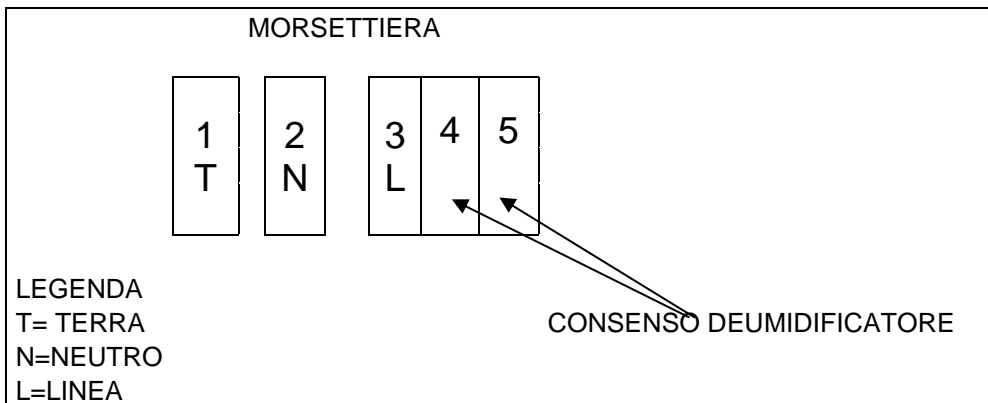 MORSETTIERA
1 2 3 4 5
T N L
LEGENDA
T= TERRA
CONSENSO DEUMIDIFICATORE
N=NEUTRO
L=LINEA